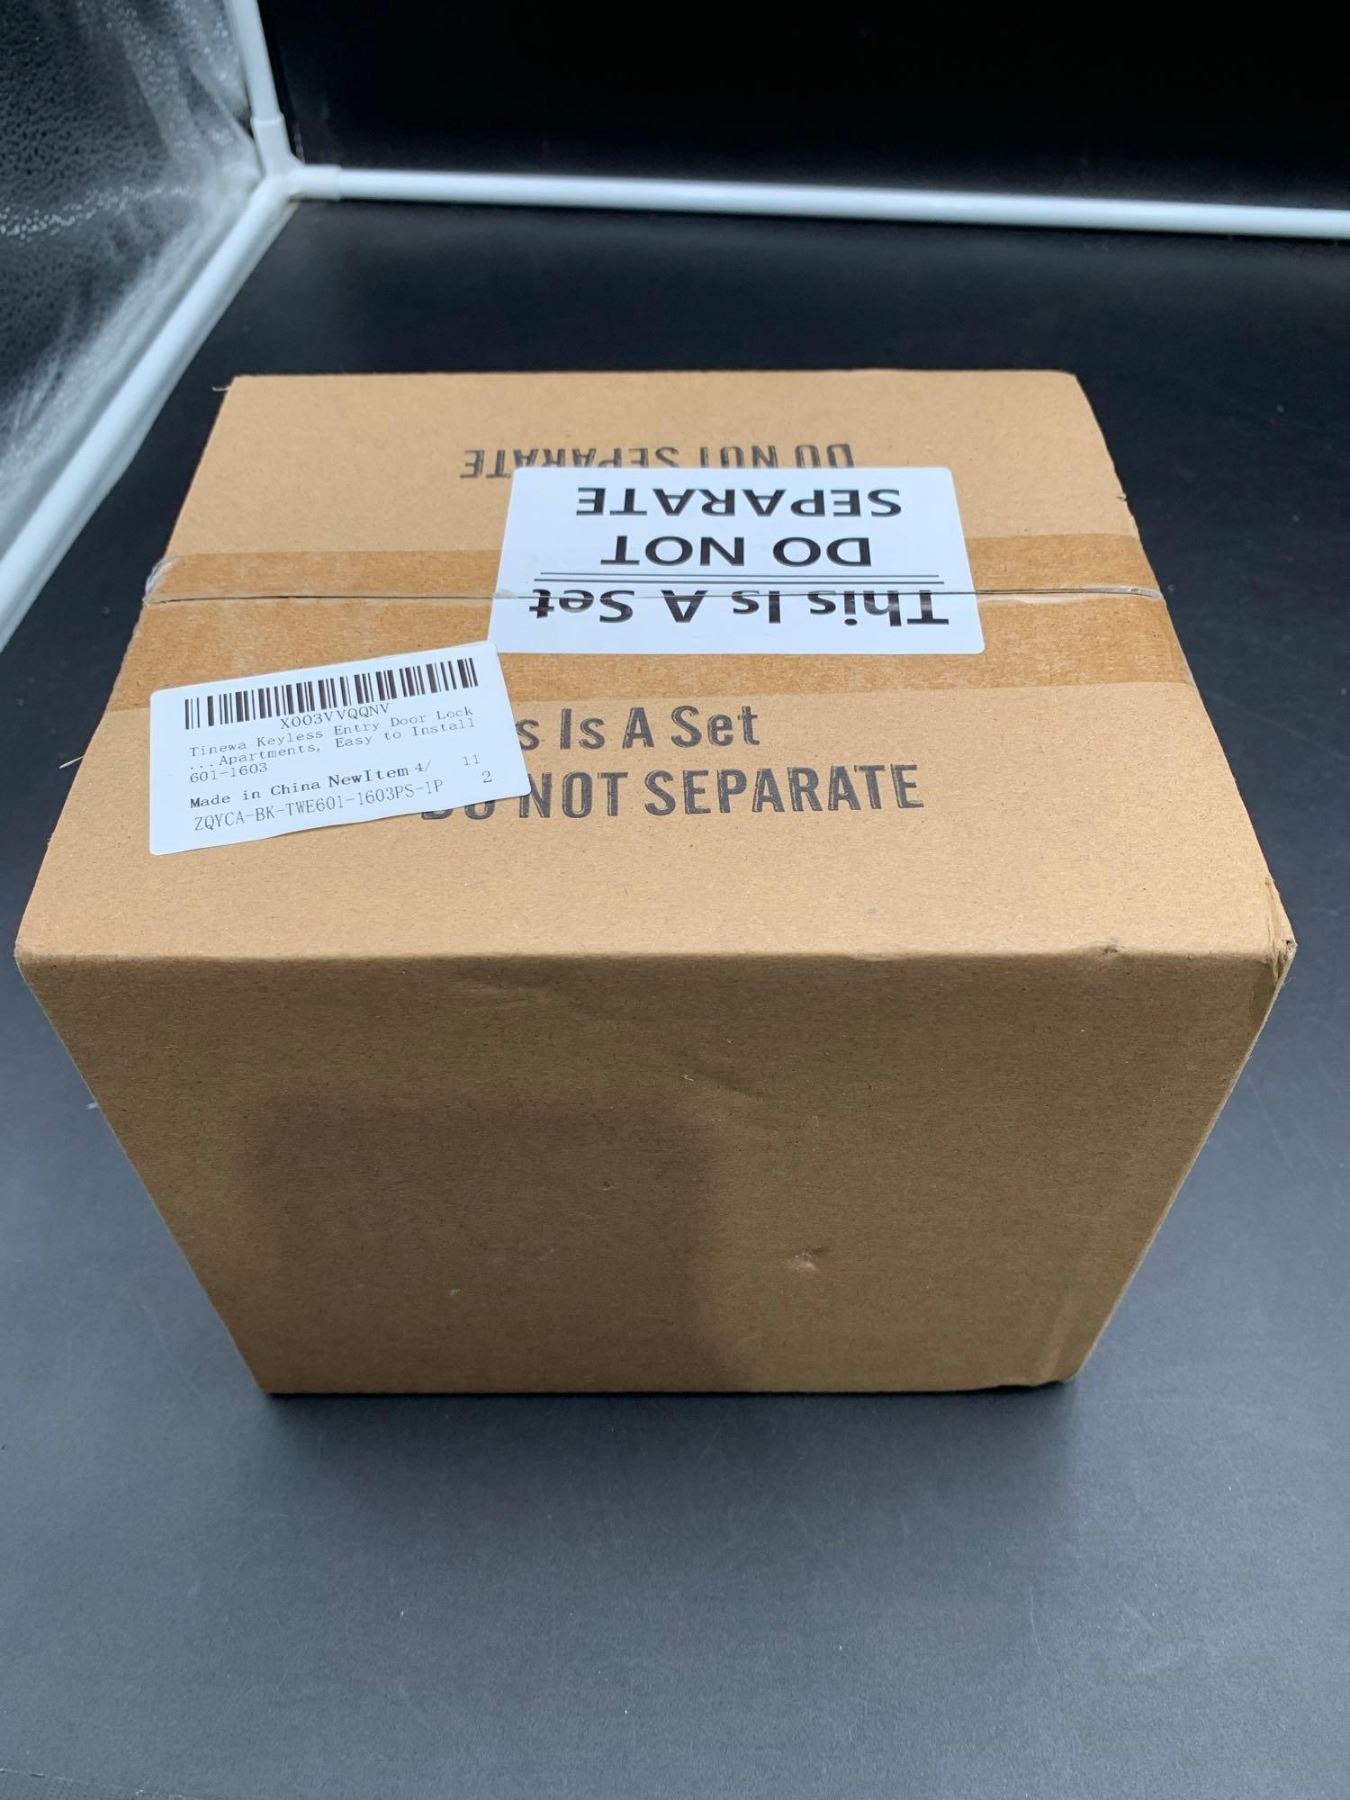 DO NOT SEPARATE
This Is A Set
DO NOT
SEPARATE
X003VVQQNV
Tinewa Keyless Entry Door Lock
...Apartments, Easy to Install
601-1603
Made in China NewItem 4/ 11
ZQYCA-BK-TWE601-1603PS-1P 2
s Is A Set
DO NOT SEPARATE